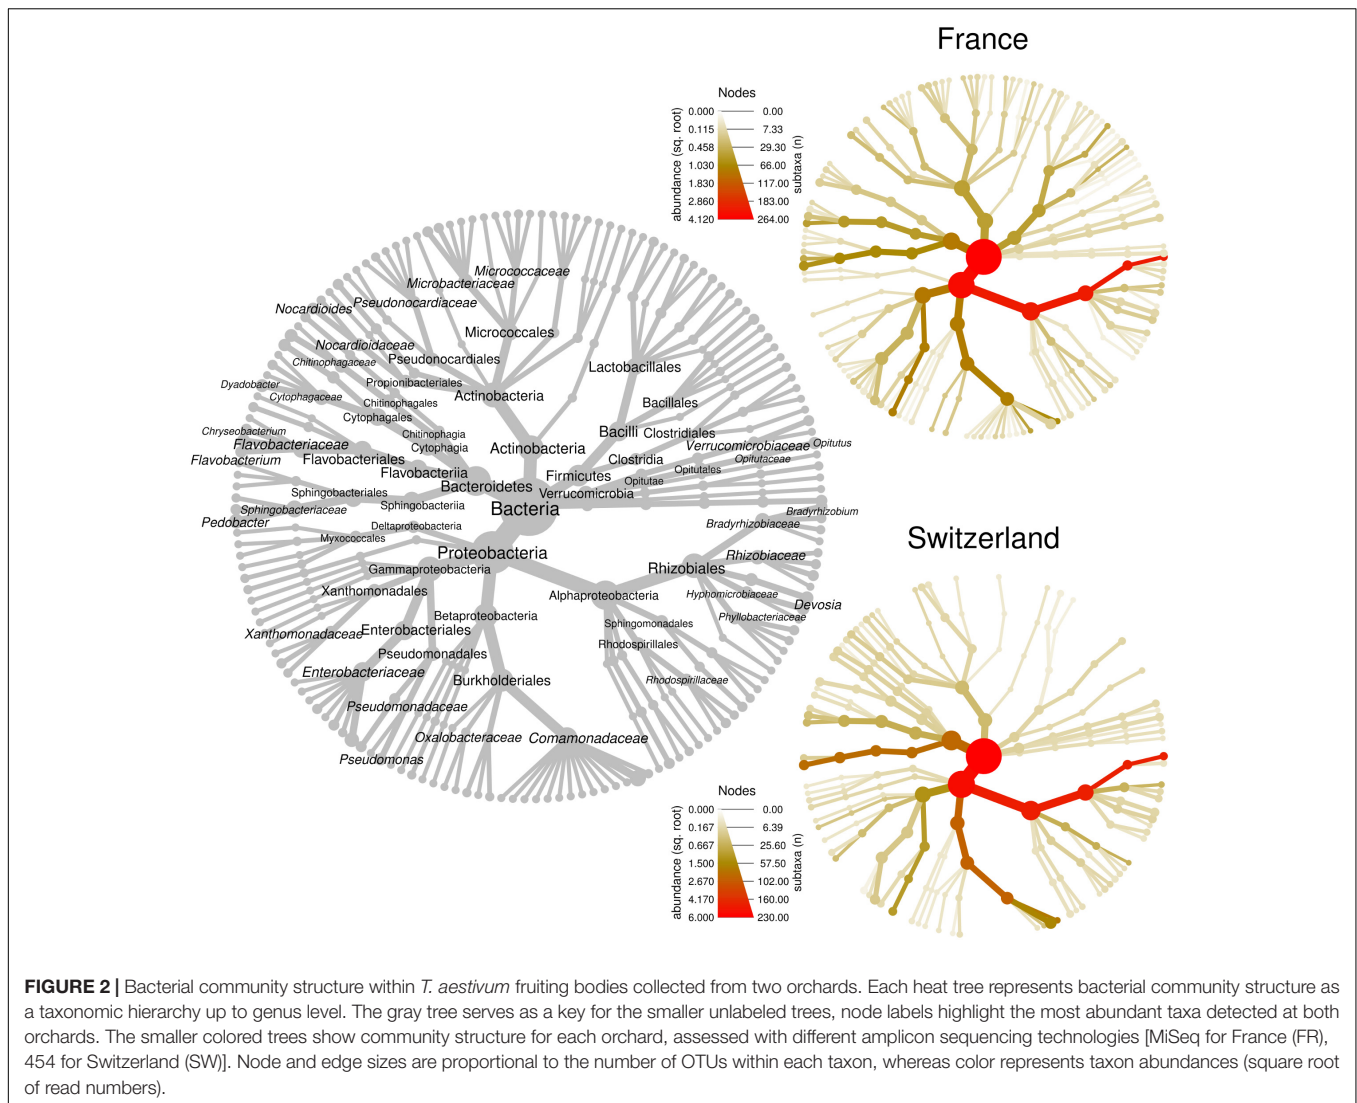 France
Nodes
abundance (sq. root)
subtaxa (n)
0.000 0.00
0.115 7.33
0.458 29.30
1.030 66.00
1.830 117.00
2.860 183.00
4.120 264.00
Micrococcaceae
Microbacteriaceae
Pseudonocardiaceae
Nocardioides
Micrococcales
Nocardioidaceae
Pseudonocardiales
Chitinophagaceae
Lactobacillales
Propionibacteriales
Dyadobacter
Cytophagaceae
Actinobacteria
Chitinophagales
Bacillales
Cytophagales
Chryseobacterium
Chitinophagia
Bacilli Clostridiales
Flavobacteriaceae
Cytophagia
Actinobacteria
Verrucomicrobiaceae Opitutus
Flavobacterium
Flavobacteriales
Clostridia
Opitutaceae
Flavobacteriia
Firmicutes
Opitutales
Bacteroidetes
Opitutae
Sphingobacteriales
Verrucomicrobia
Sphingobacteriaceae
Sphingobacteriia
Bacteria
Bradyrhizobium
Pedobacter
Deltaproteobacteria
Bradyrhizobiaceae
Myxococcales
Proteobacteria
Rhizobiaceae
Gammaproteobacteria
Rhizobiales
Xanthomonadales
Alphaproteobacteria
Hyphomicrobiaceae
Devosia
Betaproteobacteria
Phyllobacteriaceae
Xanthomonadaceae
Enterobacteriales
Sphingomonadales
Pseudomonadales
Rhodospirillales
Enterobacteriaceae
Burkholderiales
Rhodospirillaceae
Pseudomonadaceae
Oxalobacteraceae
Comamonadaceae
Pseudomonas
Switzerland
Nodes
abundance (sq. root)
subtaxa (n)
0.000 0.00
0.167 6.39
0.667 25.60
1.500 57.50
2.670 102.00
4.170 160.00
6.000 230.00
FIGURE 2 | Bacterial community structure within T. aestivum fruiting bodies collected from two orchards. Each heat tree represents bacterial community structure as
a taxonomic hierarchy up to genus level. The gray tree serves as a key for the smaller unlabeled trees, node labels highlight the most abundant taxa detected at both
orchards. The smaller colored trees show community structure for each orchard, assessed with different amplicon sequencing technologies [MiSeq for France (FR),
454 for Switzerland (SW)]. Node and edge sizes are proportional to the number of OTUs within each taxon, whereas color represents taxon abundances (square root
of read numbers).